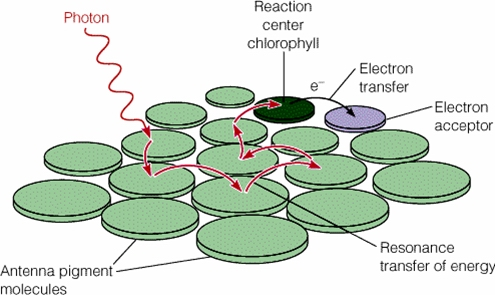 Photon
Reaction
center
chlorophyll
e⁻
Electron
transfer
Electron
acceptor
Resonance
transfer of energy
Antenna pigment
molecules